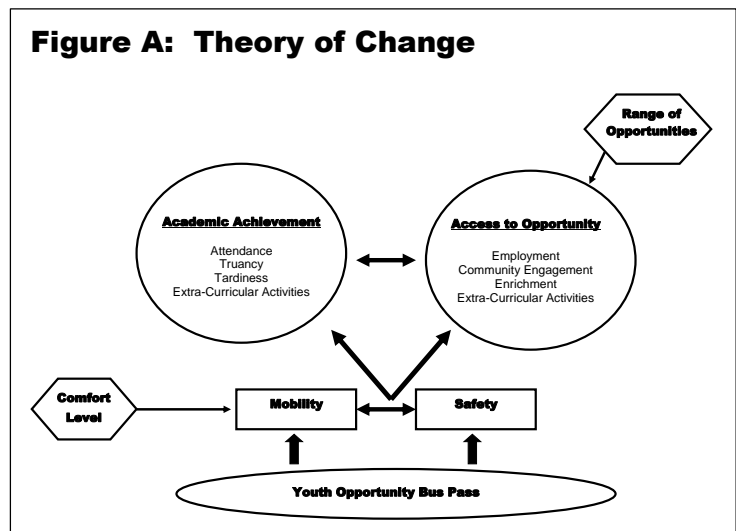 Figure A: Theory of Change
Range of
Opportunities
Academic Achievement
Attendance
Truancy
Tardiness
Extra-Curricular Activities
Access to Opportunity
Employment
Community Engagement
Enrichment
Extra-Curricular Activities
Comfort
Level
Mobility
Safety
Youth Opportunity Bus Pass